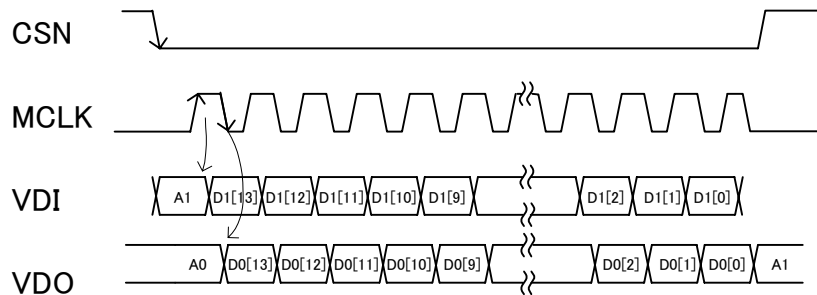 CSN
MCLK
VDI A1 D1[13] D1[12] D1[11] D1[10] D1[9] D1[2] D1[1] D1[0]
VDO A0 D0[13] D0[12] D0[11] D0[10] D0[9] D0[2] D0[1] D0[0] A1